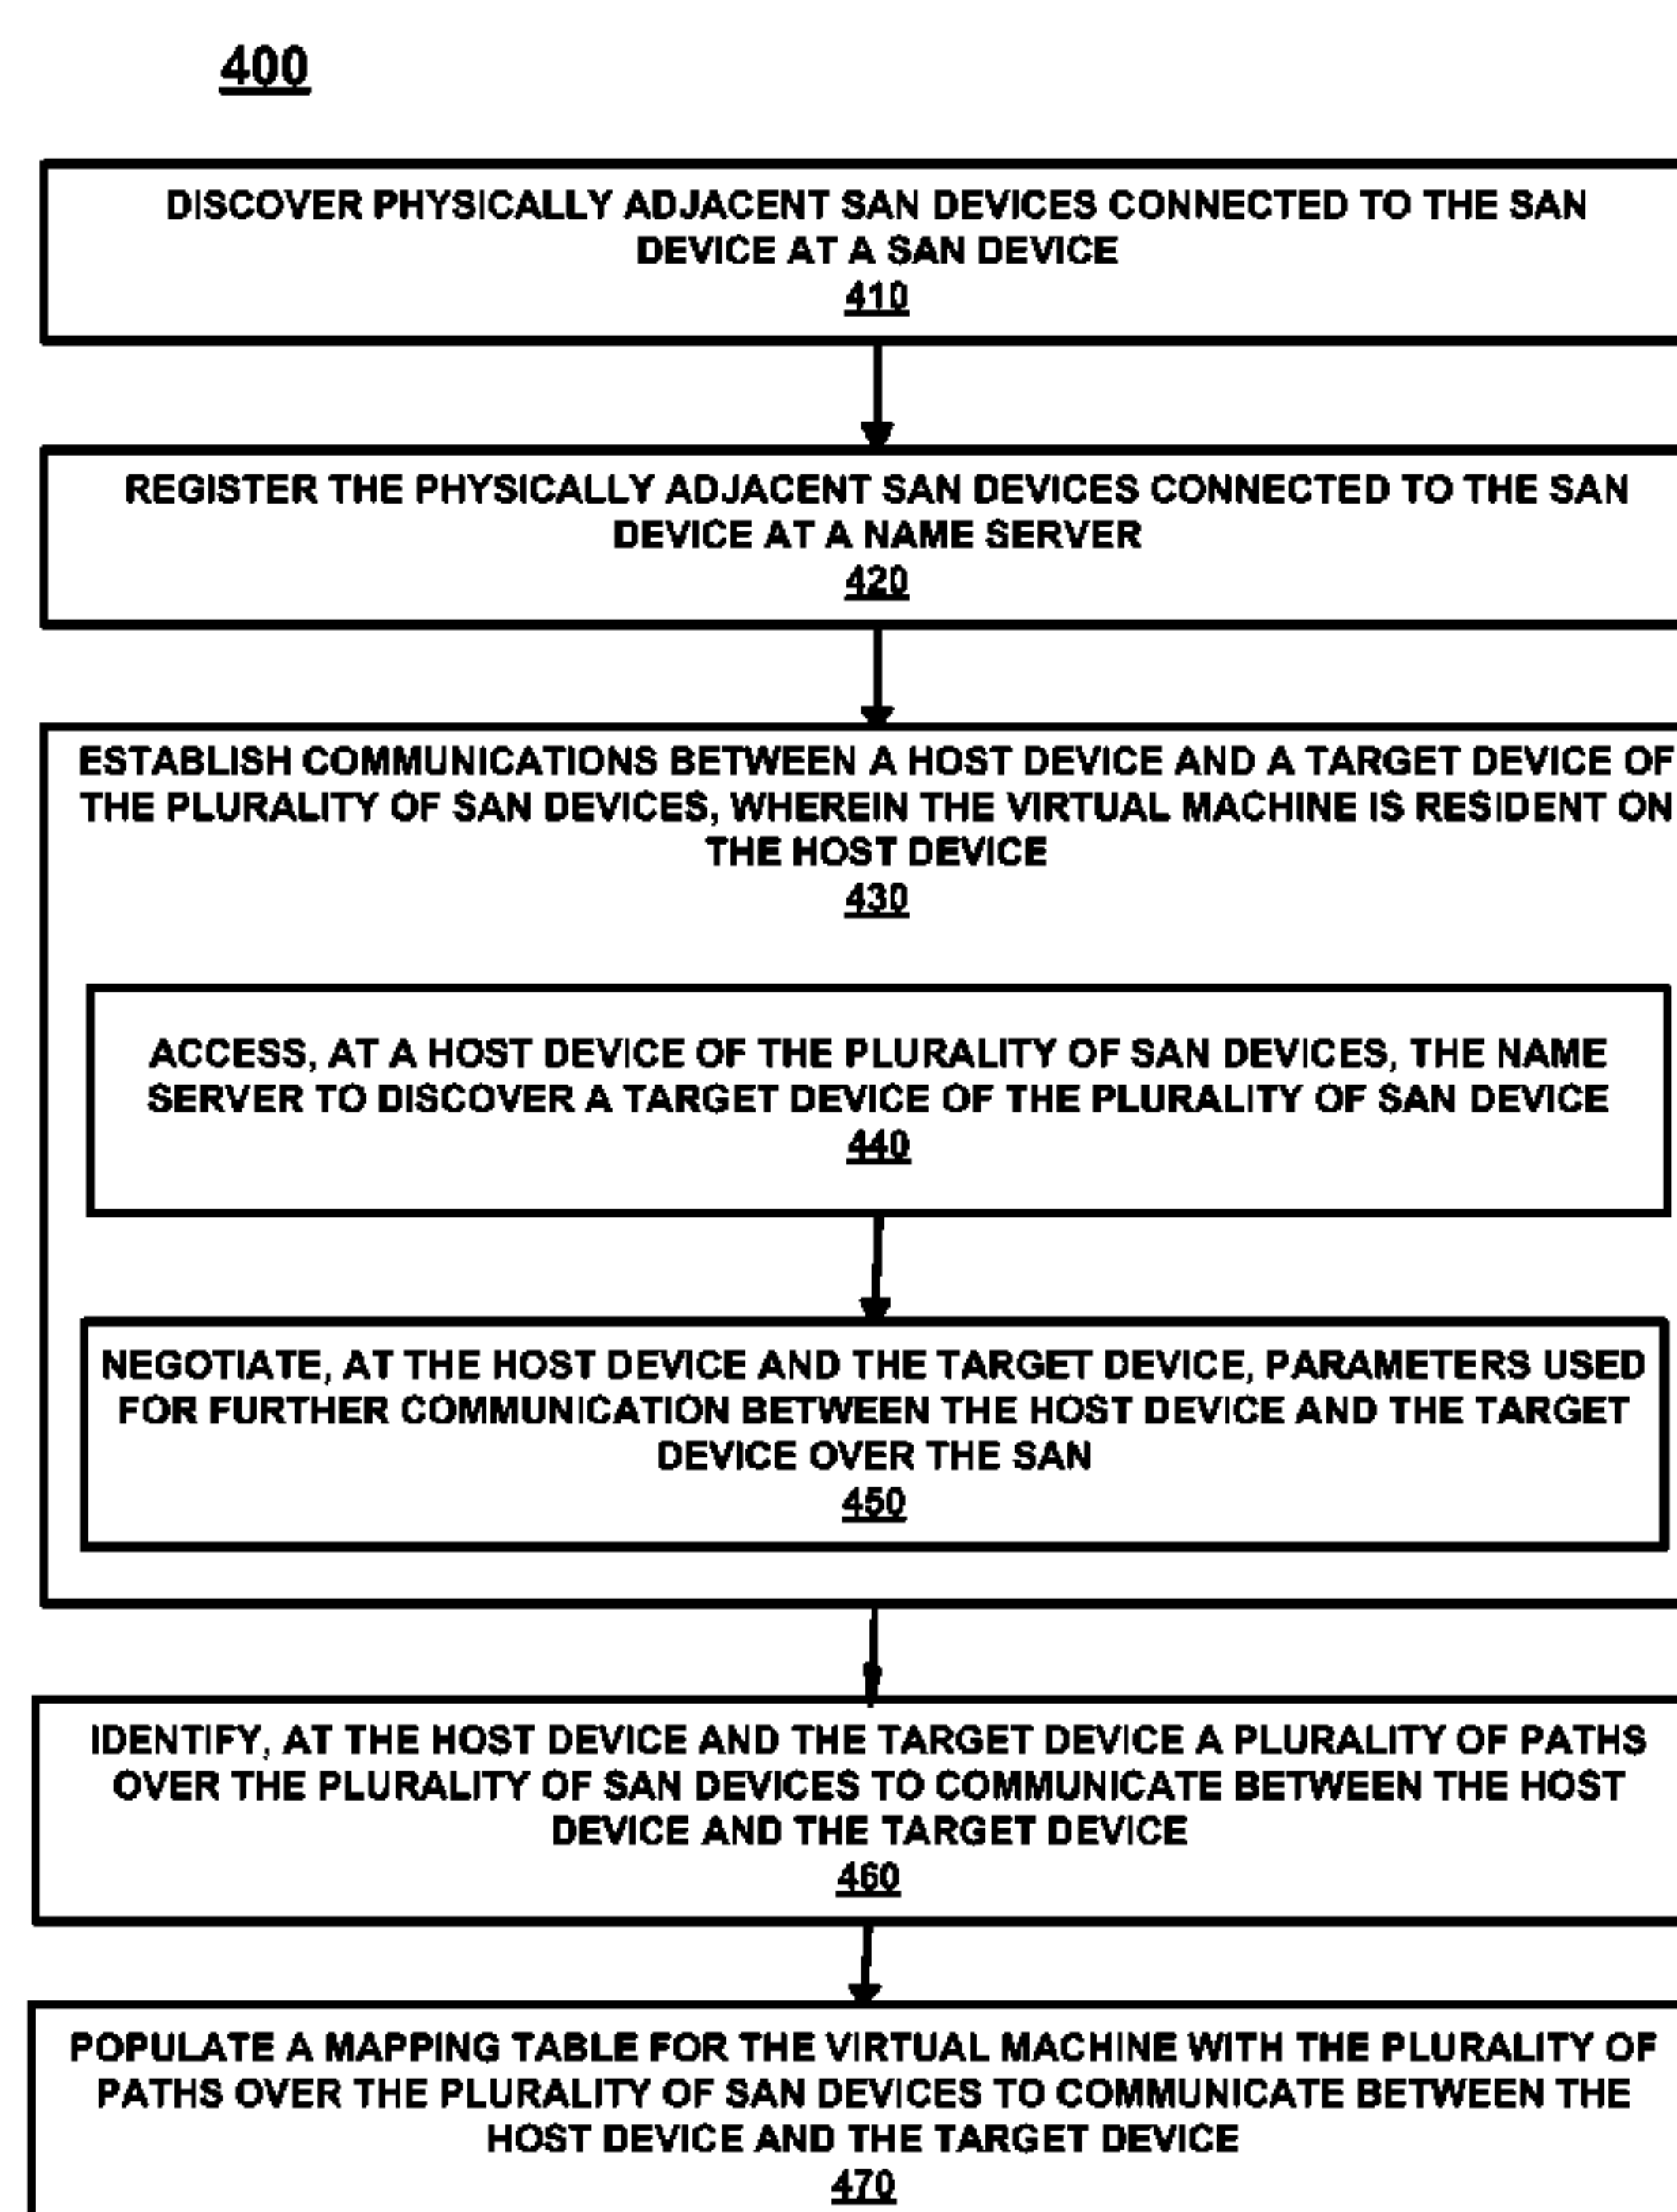 400
DISCOVER PHYSICALLY ADJACENT SAN DEVICES CONNECTED TO THE SAN
DEVICE AT A SAN DEVICE
410
REGISTER THE PHYSICALLY ADJACENT SAN DEVICES CONNECTED TO THE SAN
DEVICE AT A NAME SERVER
420
ESTABLISH COMMUNICATIONS BETWEEN A HOST DEVICE AND A TARGET DEVICE OF
THE PLURALITY OF SAN DEVICES, WHEREIN THE VIRTUAL MACHINE IS RESIDENT ON
THE HOST DEVICE
430
ACCESS, AT A HOST DEVICE OF THE PLURALITY OF SAN DEVICES, THE NAME
SERVER TO DISCOVER A TARGET DEVICE OF THE PLURALITY OF SAN DEVICE
440
NEGOTIATE, AT THE HOST DEVICE AND THE TARGET DEVICE, PARAMETERS USED
FOR FURTHER COMMUNICATION BETWEEN THE HOST DEVICE AND THE TARGET
DEVICE OVER THE SAN
450
IDENTIFY, AT THE HOST DEVICE AND THE TARGET DEVICE A PLURALITY OF PATHS
OVER THE PLURALITY OF SAN DEVICES TO COMMUNICATE BETWEEN THE HOST
DEVICE AND THE TARGET DEVICE
460
POPULATE A MAPPING TABLE FOR THE VIRTUAL MACHINE WITH THE PLURALITY OF
PATHS OVER THE PLURALITY OF SAN DEVICES TO COMMUNICATE BETWEEN THE
HOST DEVICE AND THE TARGET DEVICE
470